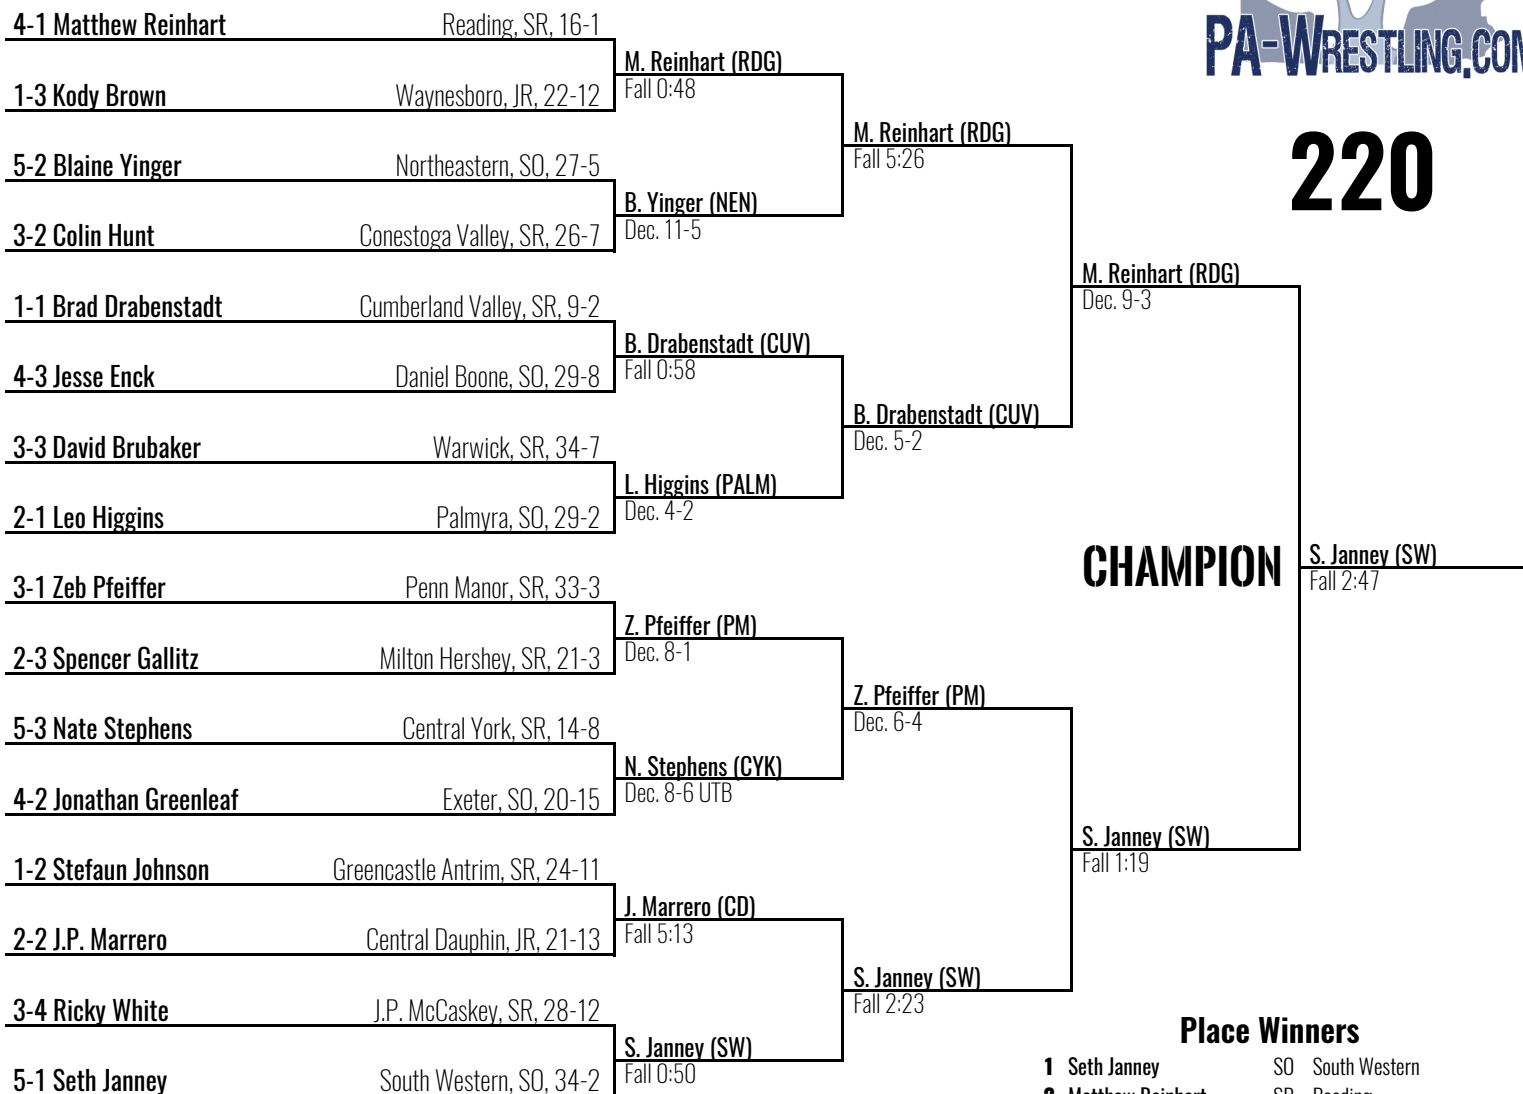 PA-WRESTLING.COM
220
4-1 Matthew Reinhart Reading, SR, 16-1
1-3 Kody Brown Waynesboro, JR, 22-12
5-2 Blaine Yinger Northeastern, SO, 27-5
3-2 Colin Hunt Conestoga Valley, SR, 26-7
1-1 Brad Drabenstadt Cumberland Valley, SR, 9-2
4-3 Jesse Enck Daniel Boone, SO, 29-8
3-3 David Brubaker Warwick, SR, 34-7
2-1 Leo Higgins Palmyra, SO, 29-2
3-1 Zeb Pfeiffer Penn Manor, SR, 33-3
2-3 Spencer Gallitz Milton Hershey, SR, 21-3
5-3 Nate Stephens Central York, SR, 14-8
4-2 Jonathan Greenleaf Exeter, SO, 20-15
1-2 Stefaun Johnson Greencastle Antrim, SR, 24-11
2-2 J.P. Marrero Central Dauphin, JR, 21-13
3-4 Ricky White J.P. McCaskey, SR, 28-12
5-1 Seth Janney South Western, SO, 34-2
M. Reinhart (RDG)
Fall 0:48
B. Yinger (NEN)
Dec. 11-5
B. Drabenstadt (CUV)
Fall 0:58
L. Higgins (PALM)
Dec. 4-2
Z. Pfeiffer (PM)
Dec. 8-1
N. Stephens (CYK)
Dec. 8-6 UTB
J. Marrero (CD)
Fall 5:13
S. Janney (SW)
Fall 0:50
M. Reinhart (RDG)
Fall 5:26
B. Drabenstadt (CUV)
Dec. 5-2
Z. Pfeiffer (PM)
Dec. 6-4
S. Janney (SW)
Fall 2:23
M. Reinhart (RDG)
Dec. 9-3
S. Janney (SW)
Fall 1:19
CHAMPION
S. Janney (SW)
Fall 2:47
Place Winners
1 Seth Janney SO South Western
2 Matthew Reinhart SR Reading